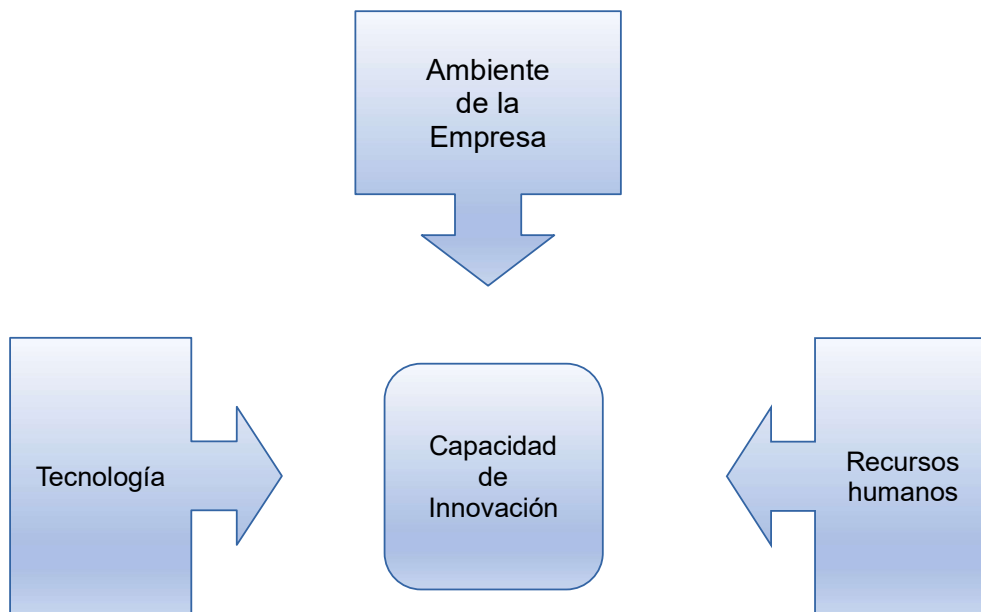 Ambiente
de la
Empresa
Tecnología
Capacidad
de
Innovación
Recursos
humanos